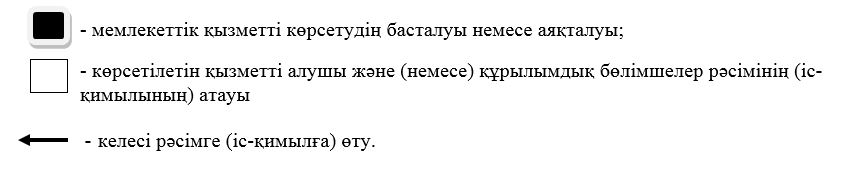 - мемлекеттік қызметті көрсетудің басталуы немесе аяқталуы;
- көрсетілетін қызметті алушы және (немесе) құрылымдық бөлімшелер рәсімінің (іс-
қимылының) атауы
- келесі рәсімге (іс-қимылға) өту.